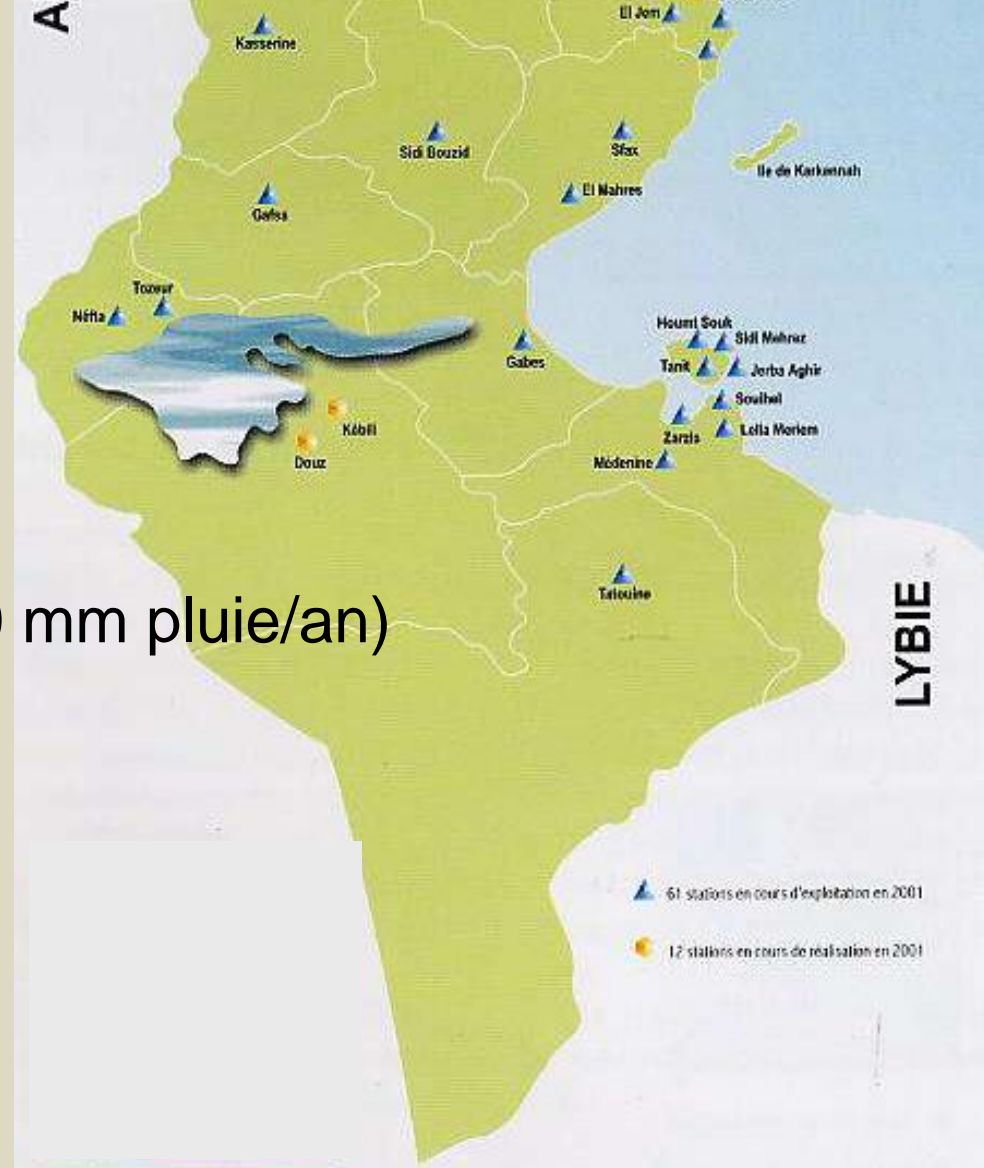 A
El Jem
Kasserine
Sidi Bouzid
Sfax
Ile de Karkennah
El Mahres
Gafsa
Tozeur
Néfta
Houmt Souk
Sidi Mehrez
Gabes
Tanit
Jerba Aghir
Souihel
Kébili
Zarzis
Lella Meriem
Douz
Médenine
Tatouine
mm pluie/an)
LYBIE
61 stations en cours d'exploitation en 2001
12 stations en cours de réalisation en 2001